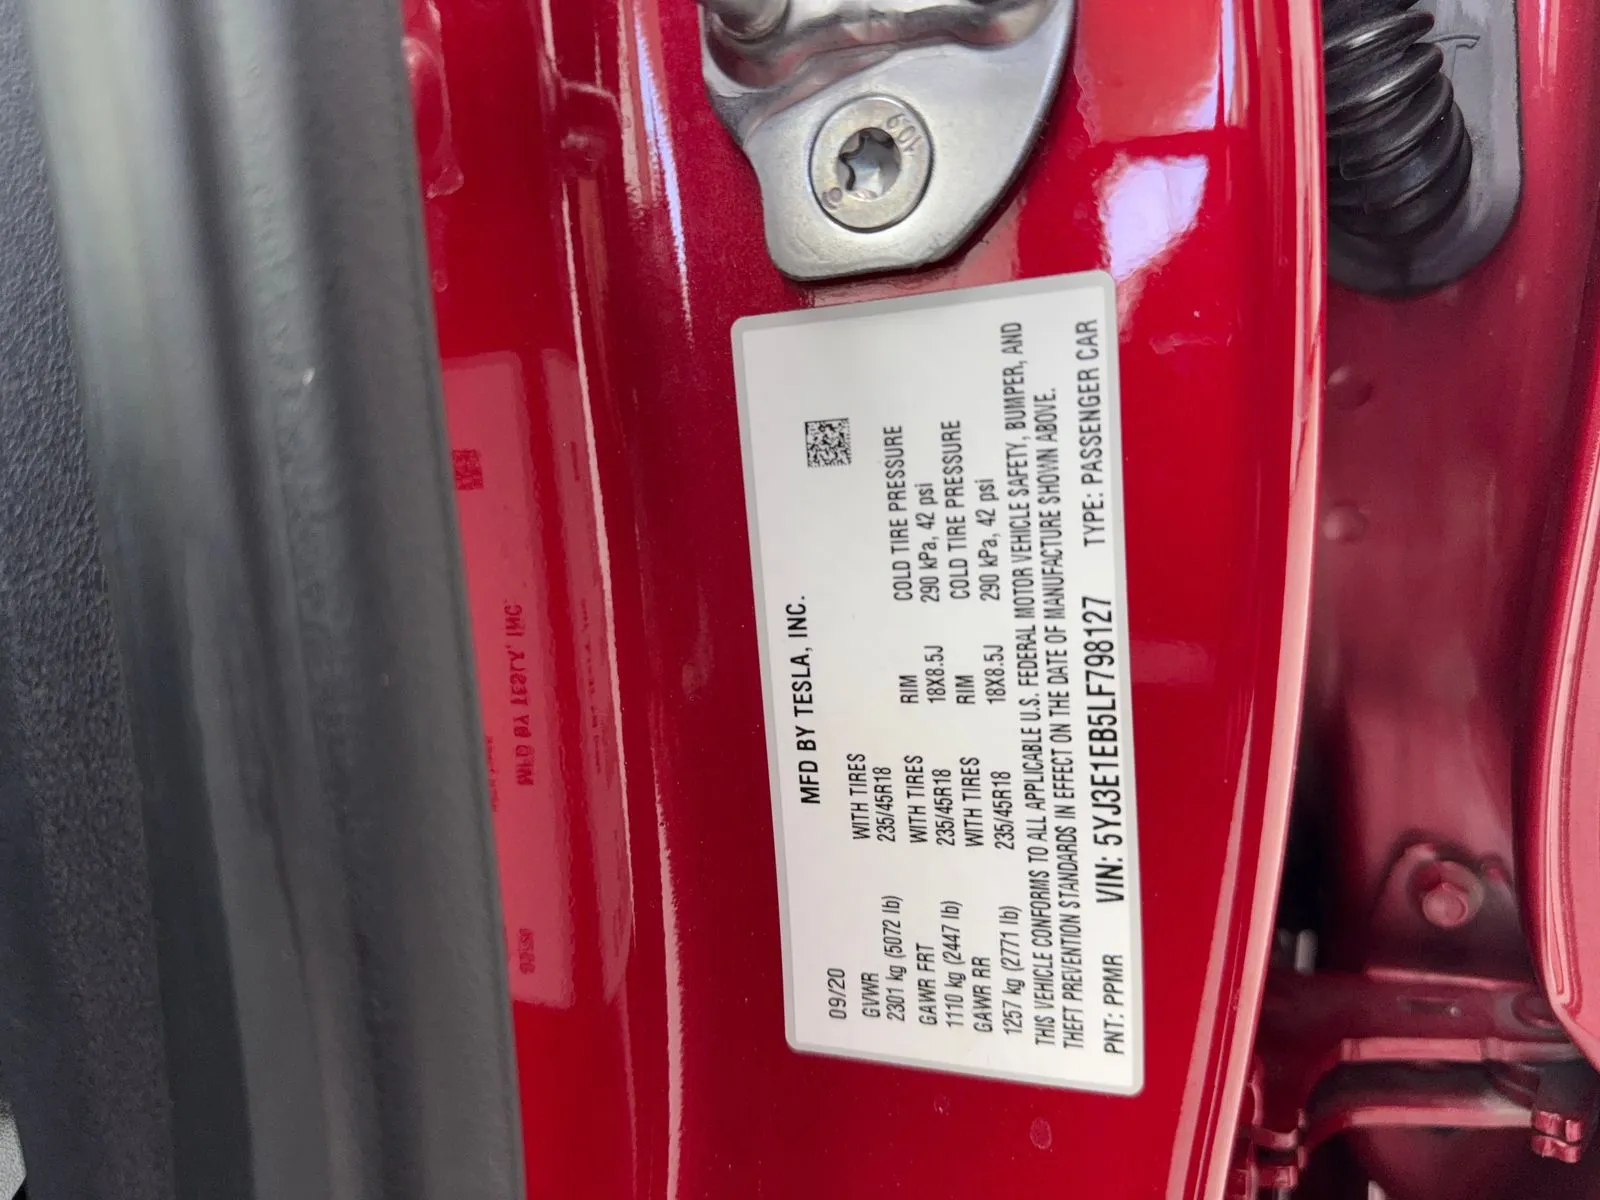 MFD BY TESLA, INC.
09/20
GVWR WITH TIRES
2301 kg (5072 lb) 235/45R18 RIM COLD TIRE PRESSURE
GAWR FRT WITH TIRES 18X8.5J 290 kPa, 42 psi
1110 kg (2447 lb) 235/45R18 RIM COLD TIRE PRESSURE
GAWR RR WITH TIRES 18X8.5J 290 kPa, 42 psi
1257 kg (2771 lb) 235/45R18
THIS VEHICLE CONFORMS TO ALL APPLICABLE U.S. FEDERAL MOTOR VEHICLE SAFETY, BUMPER, AND
THEFT PREVENTION STANDARDS IN EFFECT ON THE DATE OF MANUFACTURE SHOWN ABOVE.
PNT: PPMR VIN: 5YJ3E1EB5LF798127 TYPE: PASSENGER CAR